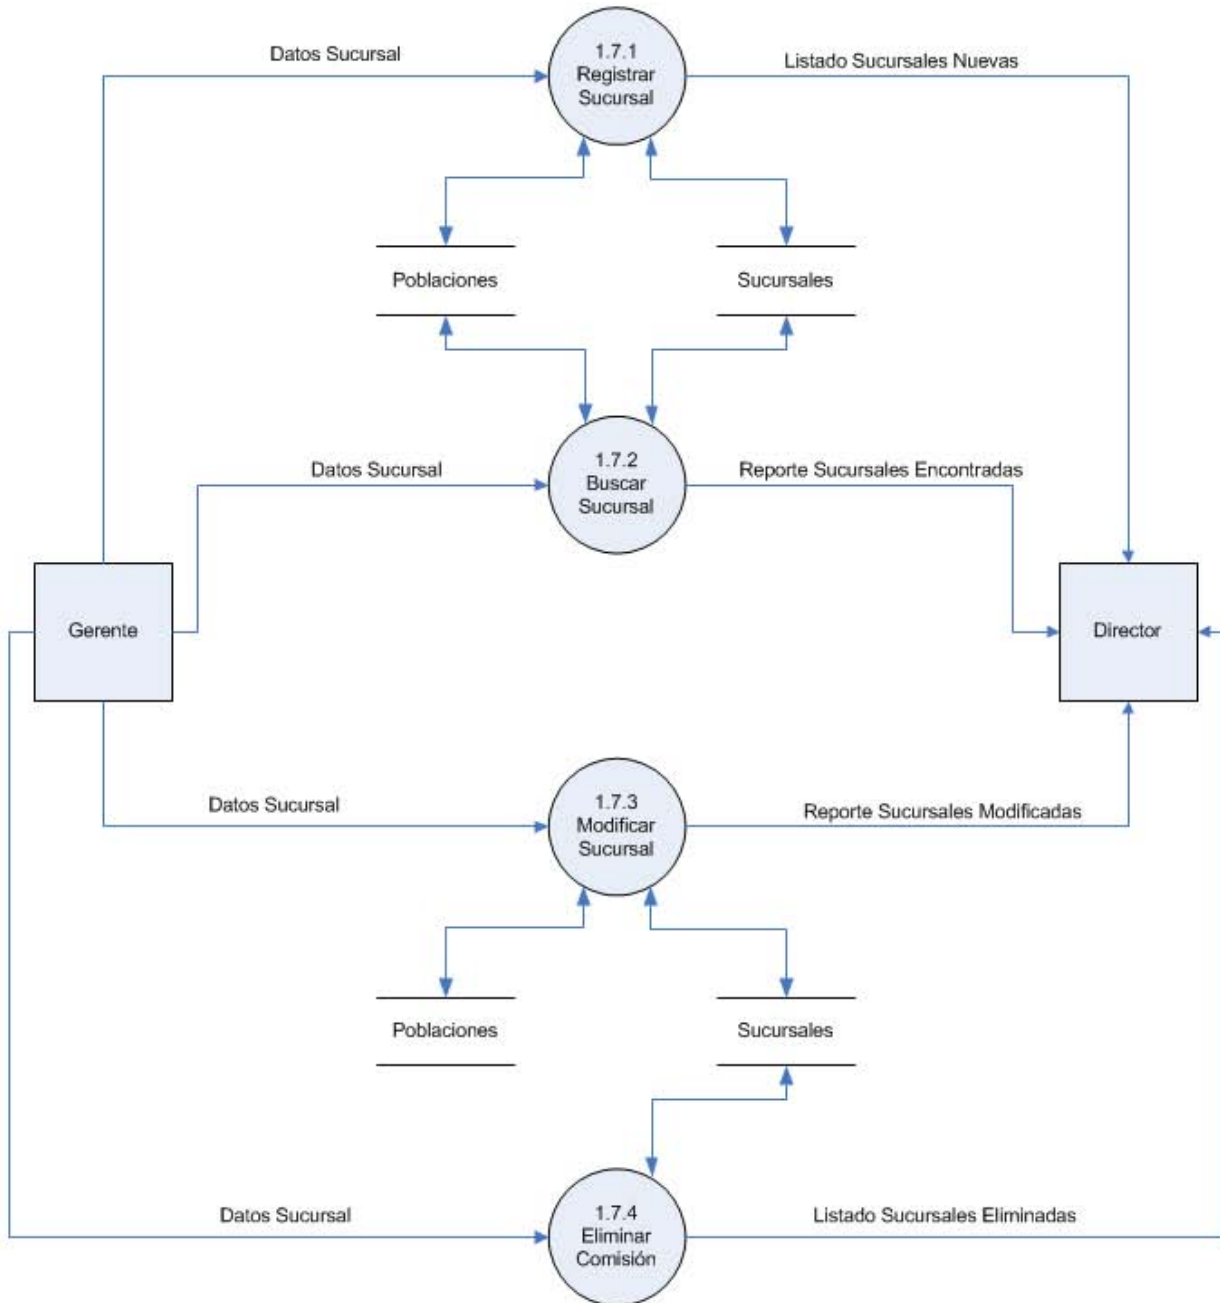 Datos Sucursal
1.7.1
Registrar
Sucursal
Listado Sucursales Nuevas
Poblaciones
Sucursales
Datos Sucursal
1.7.2
Buscar
Sucursal
Reporte Sucursales Encontradas
Gerente
Director
Datos Sucursal
1.7.3
Modificar
Sucursal
Reporte Sucursales Modificadas
Poblaciones
Sucursales
Datos Sucursal
1.7.4
Eliminar
Comisión
Listado Sucursales Eliminadas